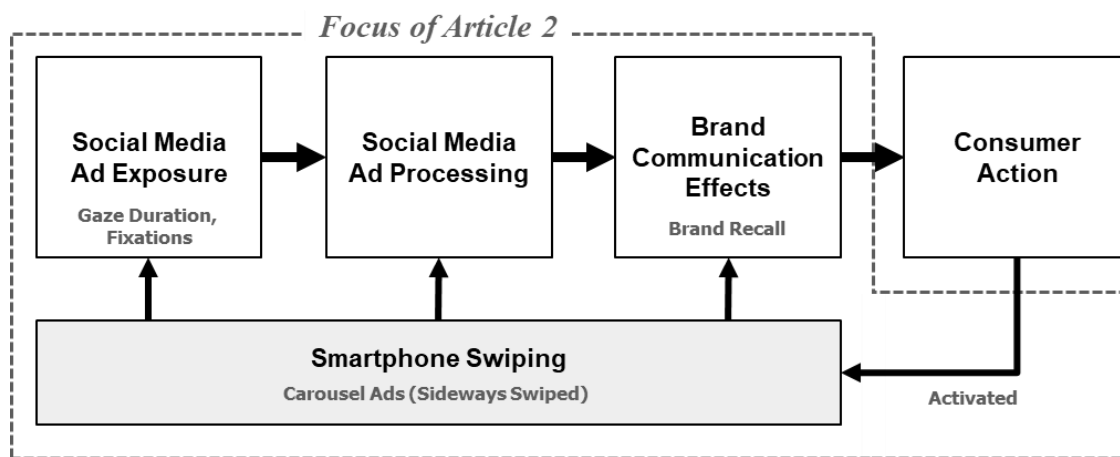 Focus of Article 2
Social Media
Ad Exposure
Gaze Duration,
Fixations
Social Media
Ad Processing
Brand
Communication
Effects
Brand Recall
Consumer
Action
Smartphone Swiping
Carousel Ads (Sideways Swiped)
Activated